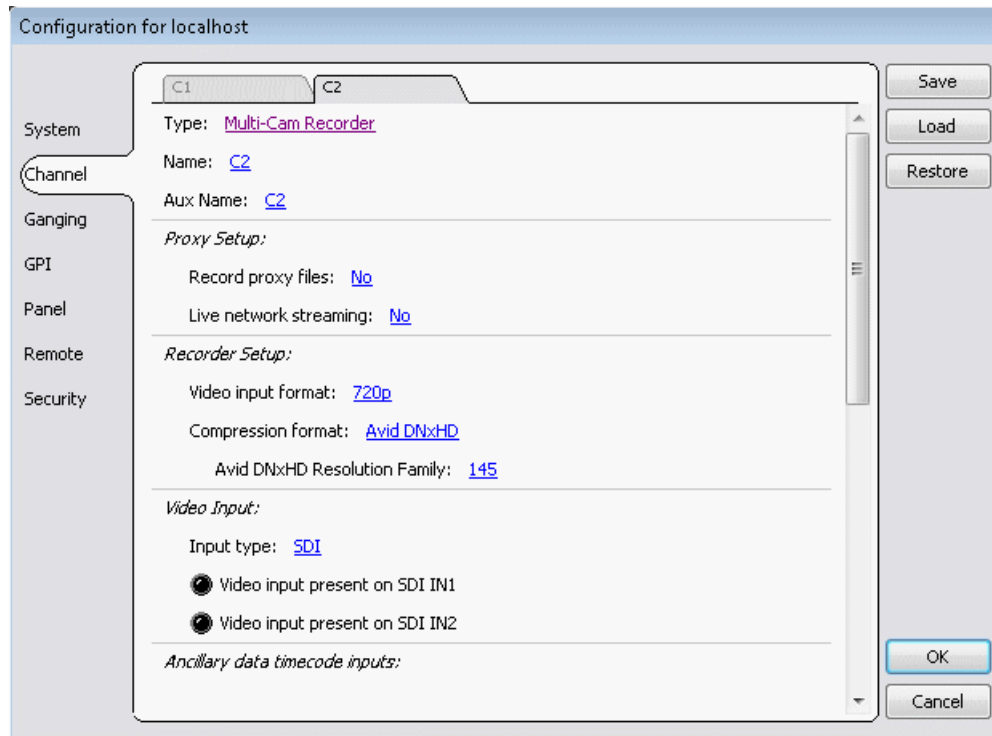 Configuration for localhost
C1 C2
Save
Load
Restore
System
Channel
Ganging
GPI
Panel
Remote
Security
Type: Multi-Cam Recorder
Name: C2
Aux Name: C2
Proxy Setup:
Record proxy files: No
Live network streaming: No
Recorder Setup:
Video input format: 720p
Compression format: Avid DNxHD
Avid DNxHD Resolution Family: 145
Video Input:
Input type: SDI
Video input present on SDI IN1
Video input present on SDI IN2
Ancillary data timecode inputs:
OK
Cancel